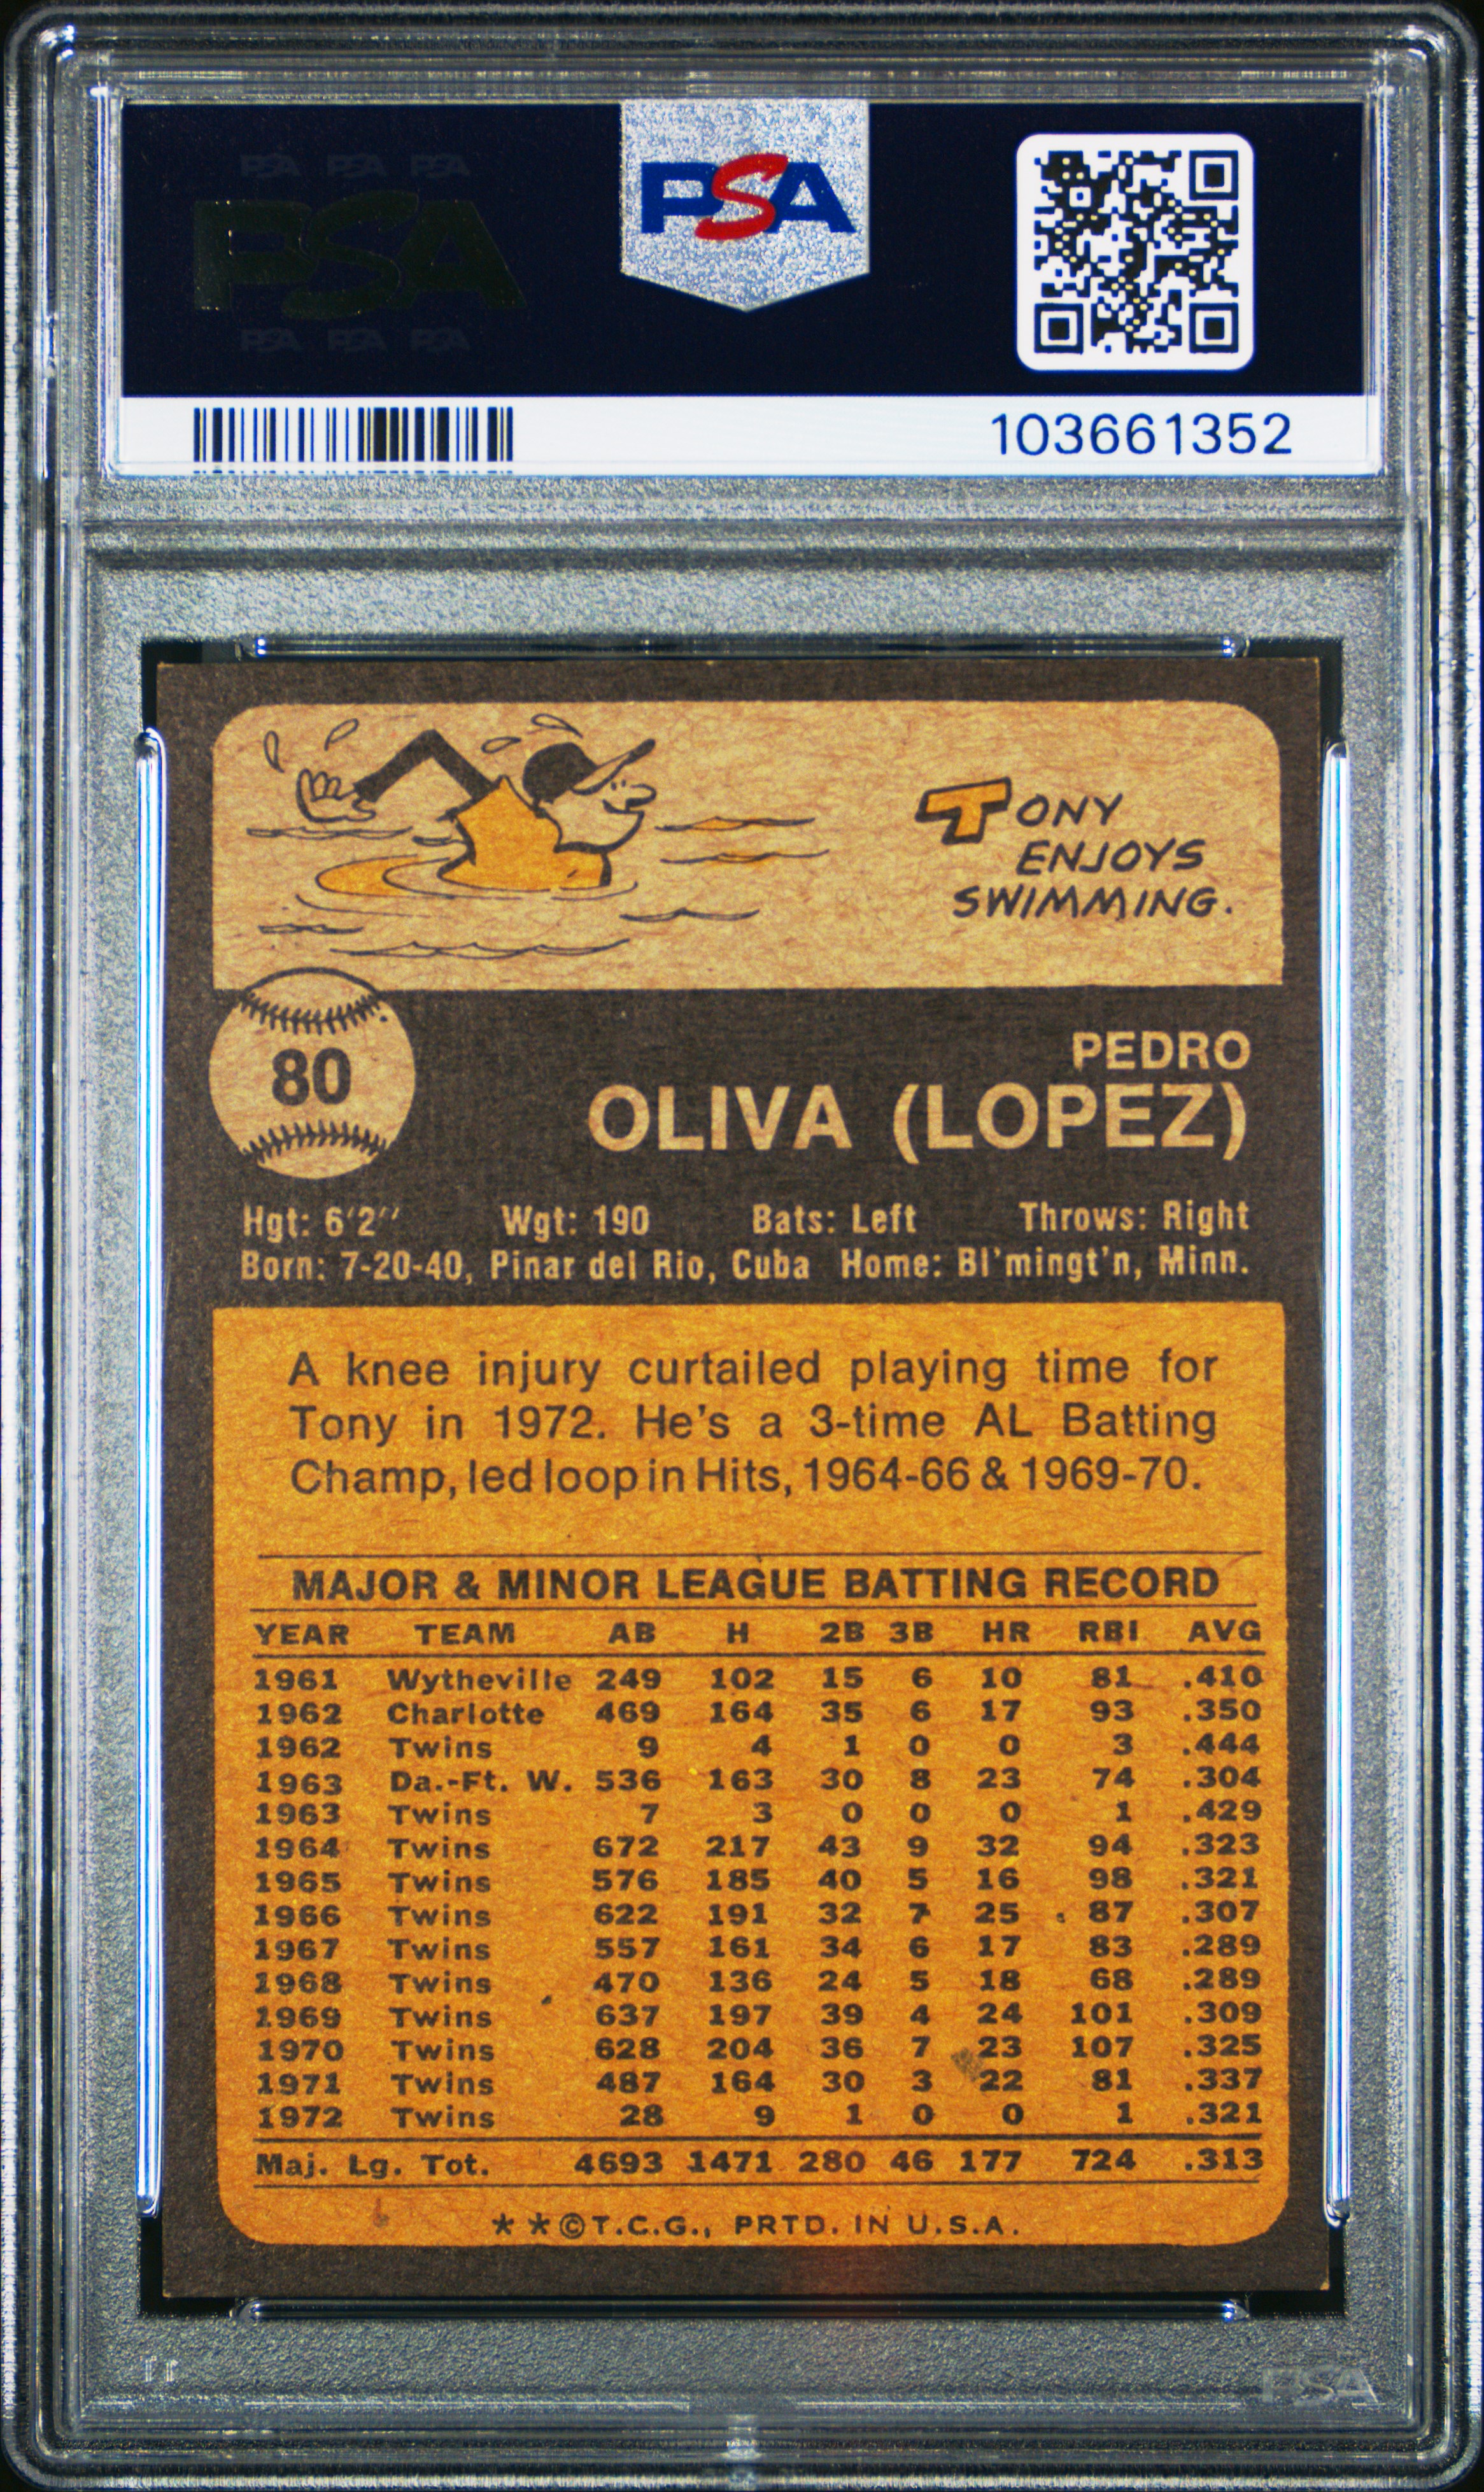 PSA PSA PSA
PSA
PSA PSA PSA
PSA
103661352
TONY
ENJOYS
SWIMMING.
80
PEDRO
OLIVA (LOPEZ)
Hgt: 6'2" Wgt: 190 Bats: Left Throws: Right
Born: 7-20-40, Pinar del Rio, Cuba Home: Bl'mingt'n, Minn.
A knee injury curtailed playing time for
Tony in 1972. He's a 3-time AL Batting
Champ, led loop in Hits, 1964-66 & 1969-70.
MAJOR & MINOR LEAGUE BATTING RECORD
YEAR TEAM AB H 2B 3B HR RBI AVG
1961 Wytheville 249 102 15 6 10 81 .410
1962 Charlotte 469 164 35 6 17 93 .350
1962 Twins 9 4 1 0 0 3 .444
1963 Da.-Ft. W. 536 163 30 8 23 74 .304
1963 Twins 7 3 0 0 0 1 .429
1964 Twins 672 217 43 9 32 94 .323
1965 Twins 576 185 40 5 16 98 .321
1966 Twins 622 191 32 7 25 87 .307
1967 Twins 557 161 34 6 17 83 .289
1968 Twins 470 136 24 5 18 68 .289
1969 Twins 637 197 39 4 24 101 .309
1970 Twins 628 204 36 7 23 107 .325
1971 Twins 487 164 30 3 22 81 .337
1972 Twins 28 9 1 0 0 1 .321
Maj. Lg. Tot. 4693 1471 280 46 177 724 .313
* * © T.C.G., PRTD. IN U.S.A.
PSA